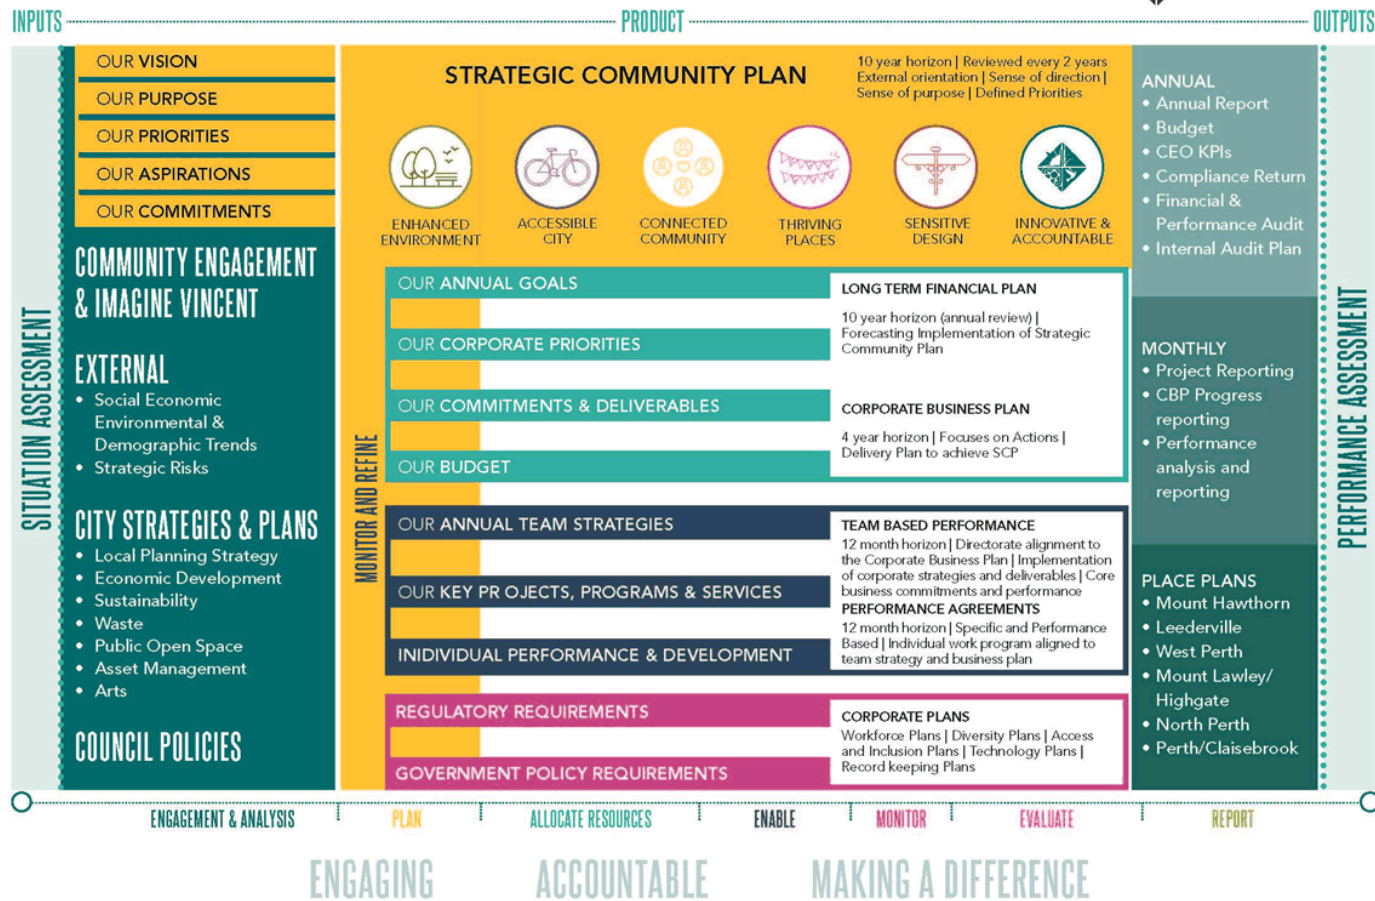 INPUTS
PRODUCT
OUTPUTS
SITUATION ASSESSMENT
OUR VISION
OUR PURPOSE
OUR PRIORITIES
OUR ASPIRATIONS
OUR COMMITMENTS
COMMUNITY ENGAGEMENT
& IMAGINE VINCENT
EXTERNAL
• Social Economic
Environmental &
Demographic Trends
• Strategic Risks
CITY STRATEGIES & PLANS
• Local Planning Strategy
• Economic Development
• Sustainability
• Waste
• Public Open Space
• Asset Management
• Arts
COUNCIL POLICIES
STRATEGIC COMMUNITY PLAN
10 year horizon | Reviewed every 2 years
External orientation | Sense of direction |
Sense of purpose | Defined Priorities
ENHANCED
ENVIRONMENT
ACCESSIBLE
CITY
CONNECTED
COMMUNITY
THRIVING
PLACES
SENSITIVE
DESIGN
INNOVATIVE &
ACCOUNTABLE
MONITOR AND REFINE
OUR ANNUAL GOALS
OUR CORPORATE PRIORITIES
OUR COMMITMENTS & DELIVERABLES
OUR BUDGET
LONG TERM FINANCIAL PLAN
10 year horizon (annual review) |
Forecasting Implementation of Strategic
Community Plan
CORPORATE BUSINESS PLAN
4 year horizon | Focuses on Actions |
Delivery Plan to achieve SCP
OUR ANNUAL TEAM STRATEGIES
OUR KEY PR OJECTS, PROGRAMS & SERVICES
INIDIVIDUAL PERFORMANCE & DEVELOPMENT
TEAM BASED PERFORMANCE
12 month horizon | Directorate alignment to
the Corporate Business Plan | Implementation
of corporate strategies and deliverables | Core
business commitments and performance
PERFORMANCE AGREEMENTS
12 month horizon | Specific and Performance
Based | Individual work program aligned to
team strategy and business plan
REGULATORY REQUIREMENTS
GOVERNMENT POLICY REQUIREMENTS
CORPORATE PLANS
Workforce Plans | Diversity Plans | Access
and Inclusion Plans | Technology Plans |
Record keeping Plans
ANNUAL
• Annual Report
• Budget
• CEO KPIs
• Compliance Return
• Financial &
Performance Audit
• Internal Audit Plan
MONTHLY
• Project Reporting
• CBP Progress
reporting
• Performance
analysis and
reporting
PLACE PLANS
• Mount Hawthorn
• Leederville
• West Perth
• Mount Lawley/
Highgate
• North Perth
• Perth/Claisebrook
PERFORMANCE ASSESSMENT
ENGAGEMENT & ANALYSIS
PLAN
ALLOCATE RESOURCES
ENABLE
MONITOR
EVALUATE
REPORT
ENGAGING
ACCOUNTABLE
MAKING A DIFFERENCE